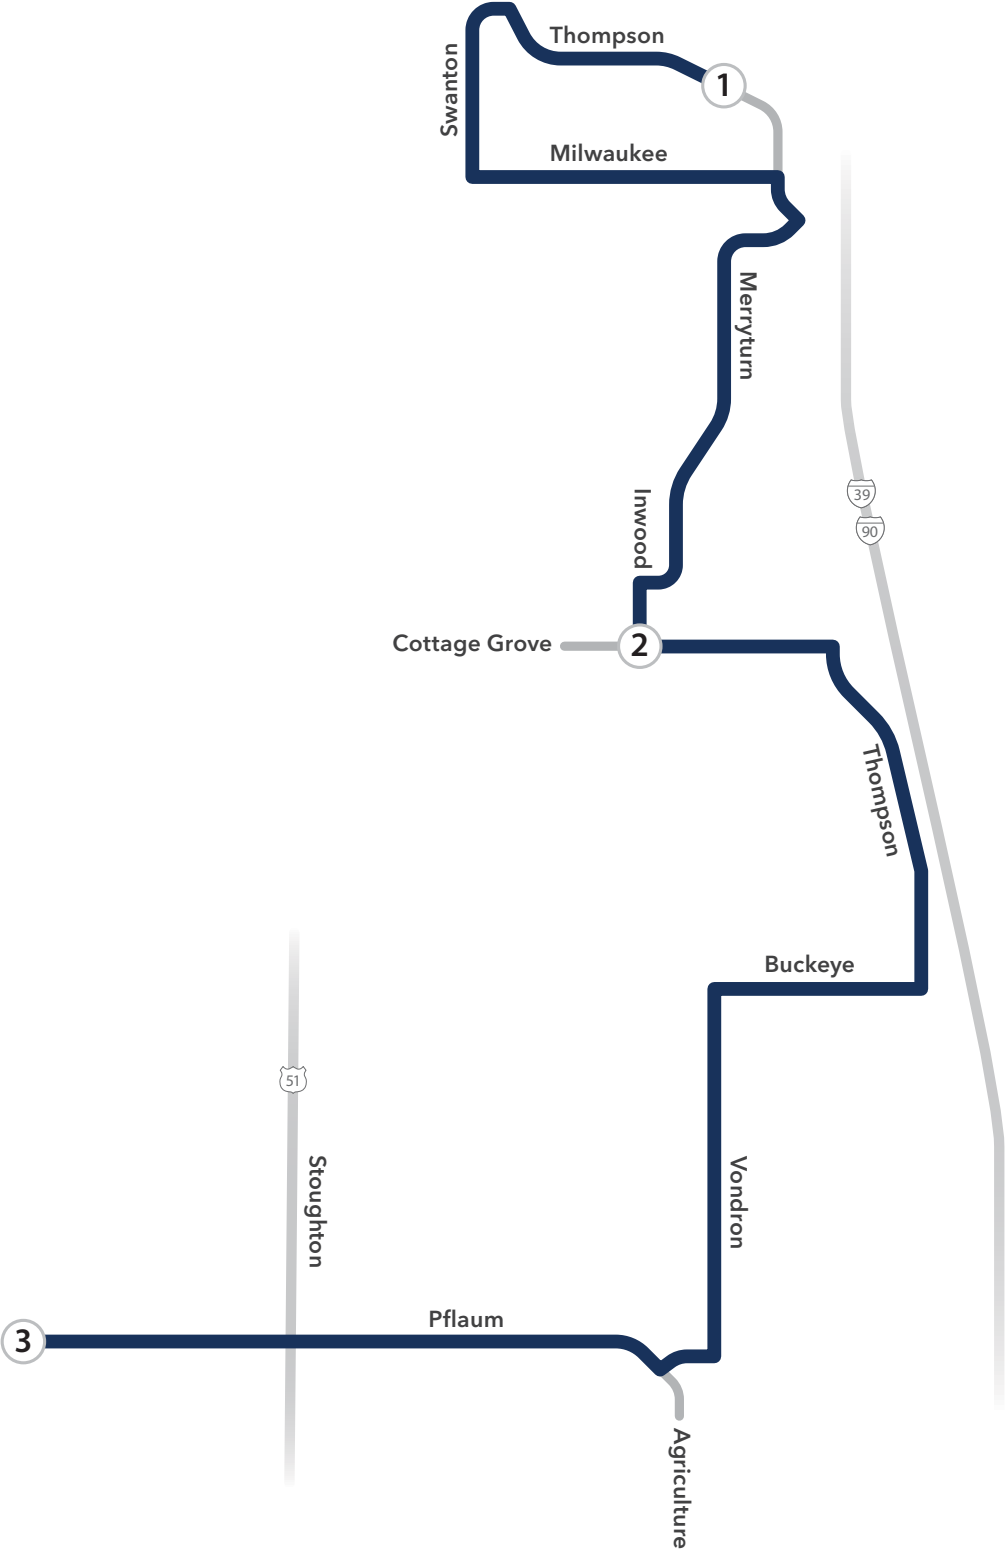 Thompson
1
Swanton
Milwaukee
Merryturn
39
Inwood
90
Cottage Grove
2
Thompson
Buckeye
51
Stoughton
Vondron
Pflaum
3
Agriculture